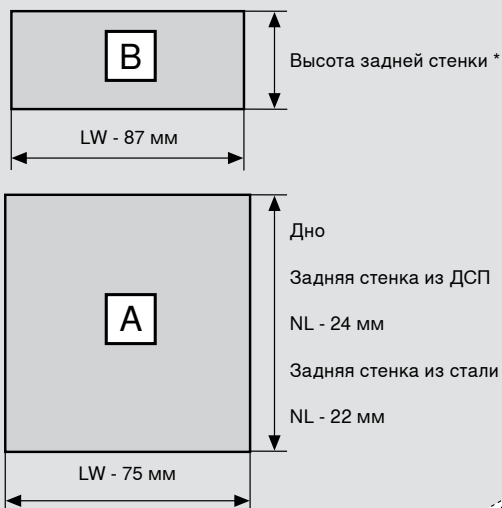 B
Высота задней стенки *
LW - 87 мм
A
Дно
Задняя стенка из ДСП
NL - 24 мм
Задняя стенка из стали
NL - 22 мм
LW - 75 мм